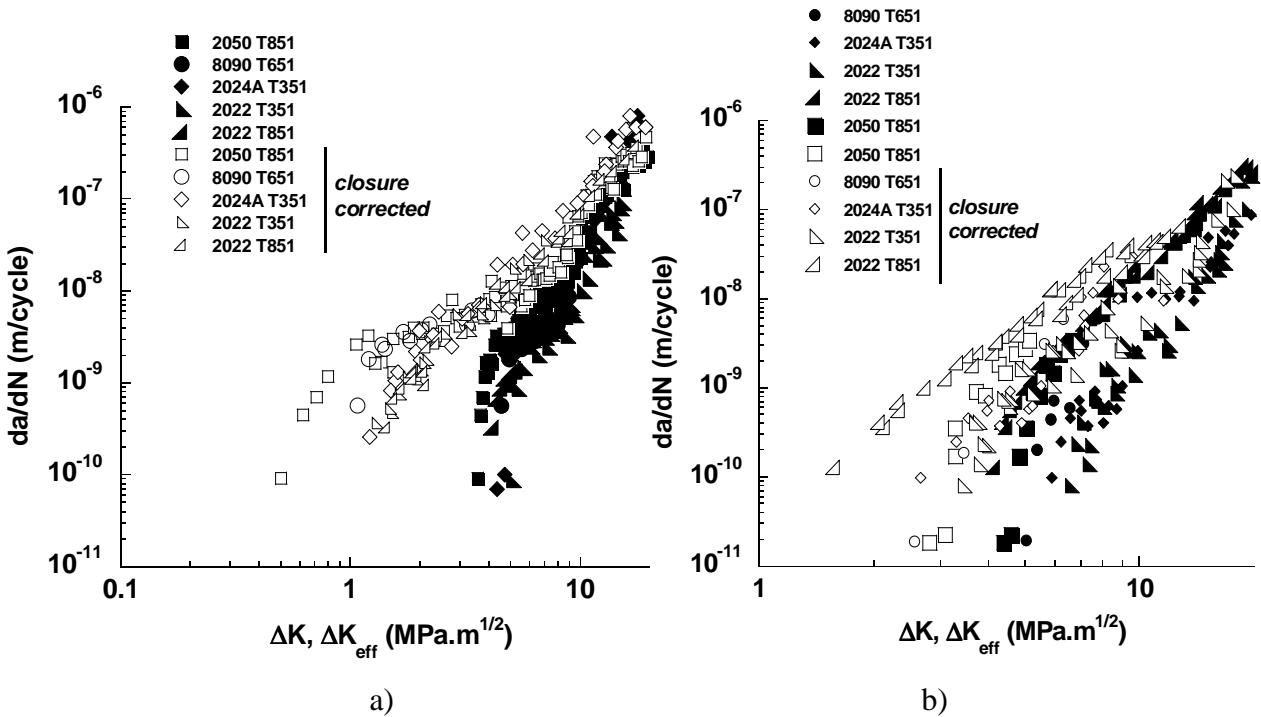 2050 T851
8090 T651
2024A T351
2022 T351
2022 T851
2050 T851
8090 T651
2024A T351
2022 T351
2022 T851
closure
corrected
10^-6
10^-7
10^-8
10^-9
10^-10
10^-11
da/dN (m/cycle)
0.1
1
10
ΔK, ΔK_eff (MPa.m^1/2)
a)
8090 T651
2024A T351
2022 T351
2022 T851
2050 T851
2050 T851
8090 T651
2024A T351
2022 T351
2022 T851
closure
corrected
10^-6
10^-7
10^-8
10^-9
10^-10
10^-11
da/dN (m/cycle)
1
10
ΔK, ΔK_eff (MPa.m^1/2)
b)